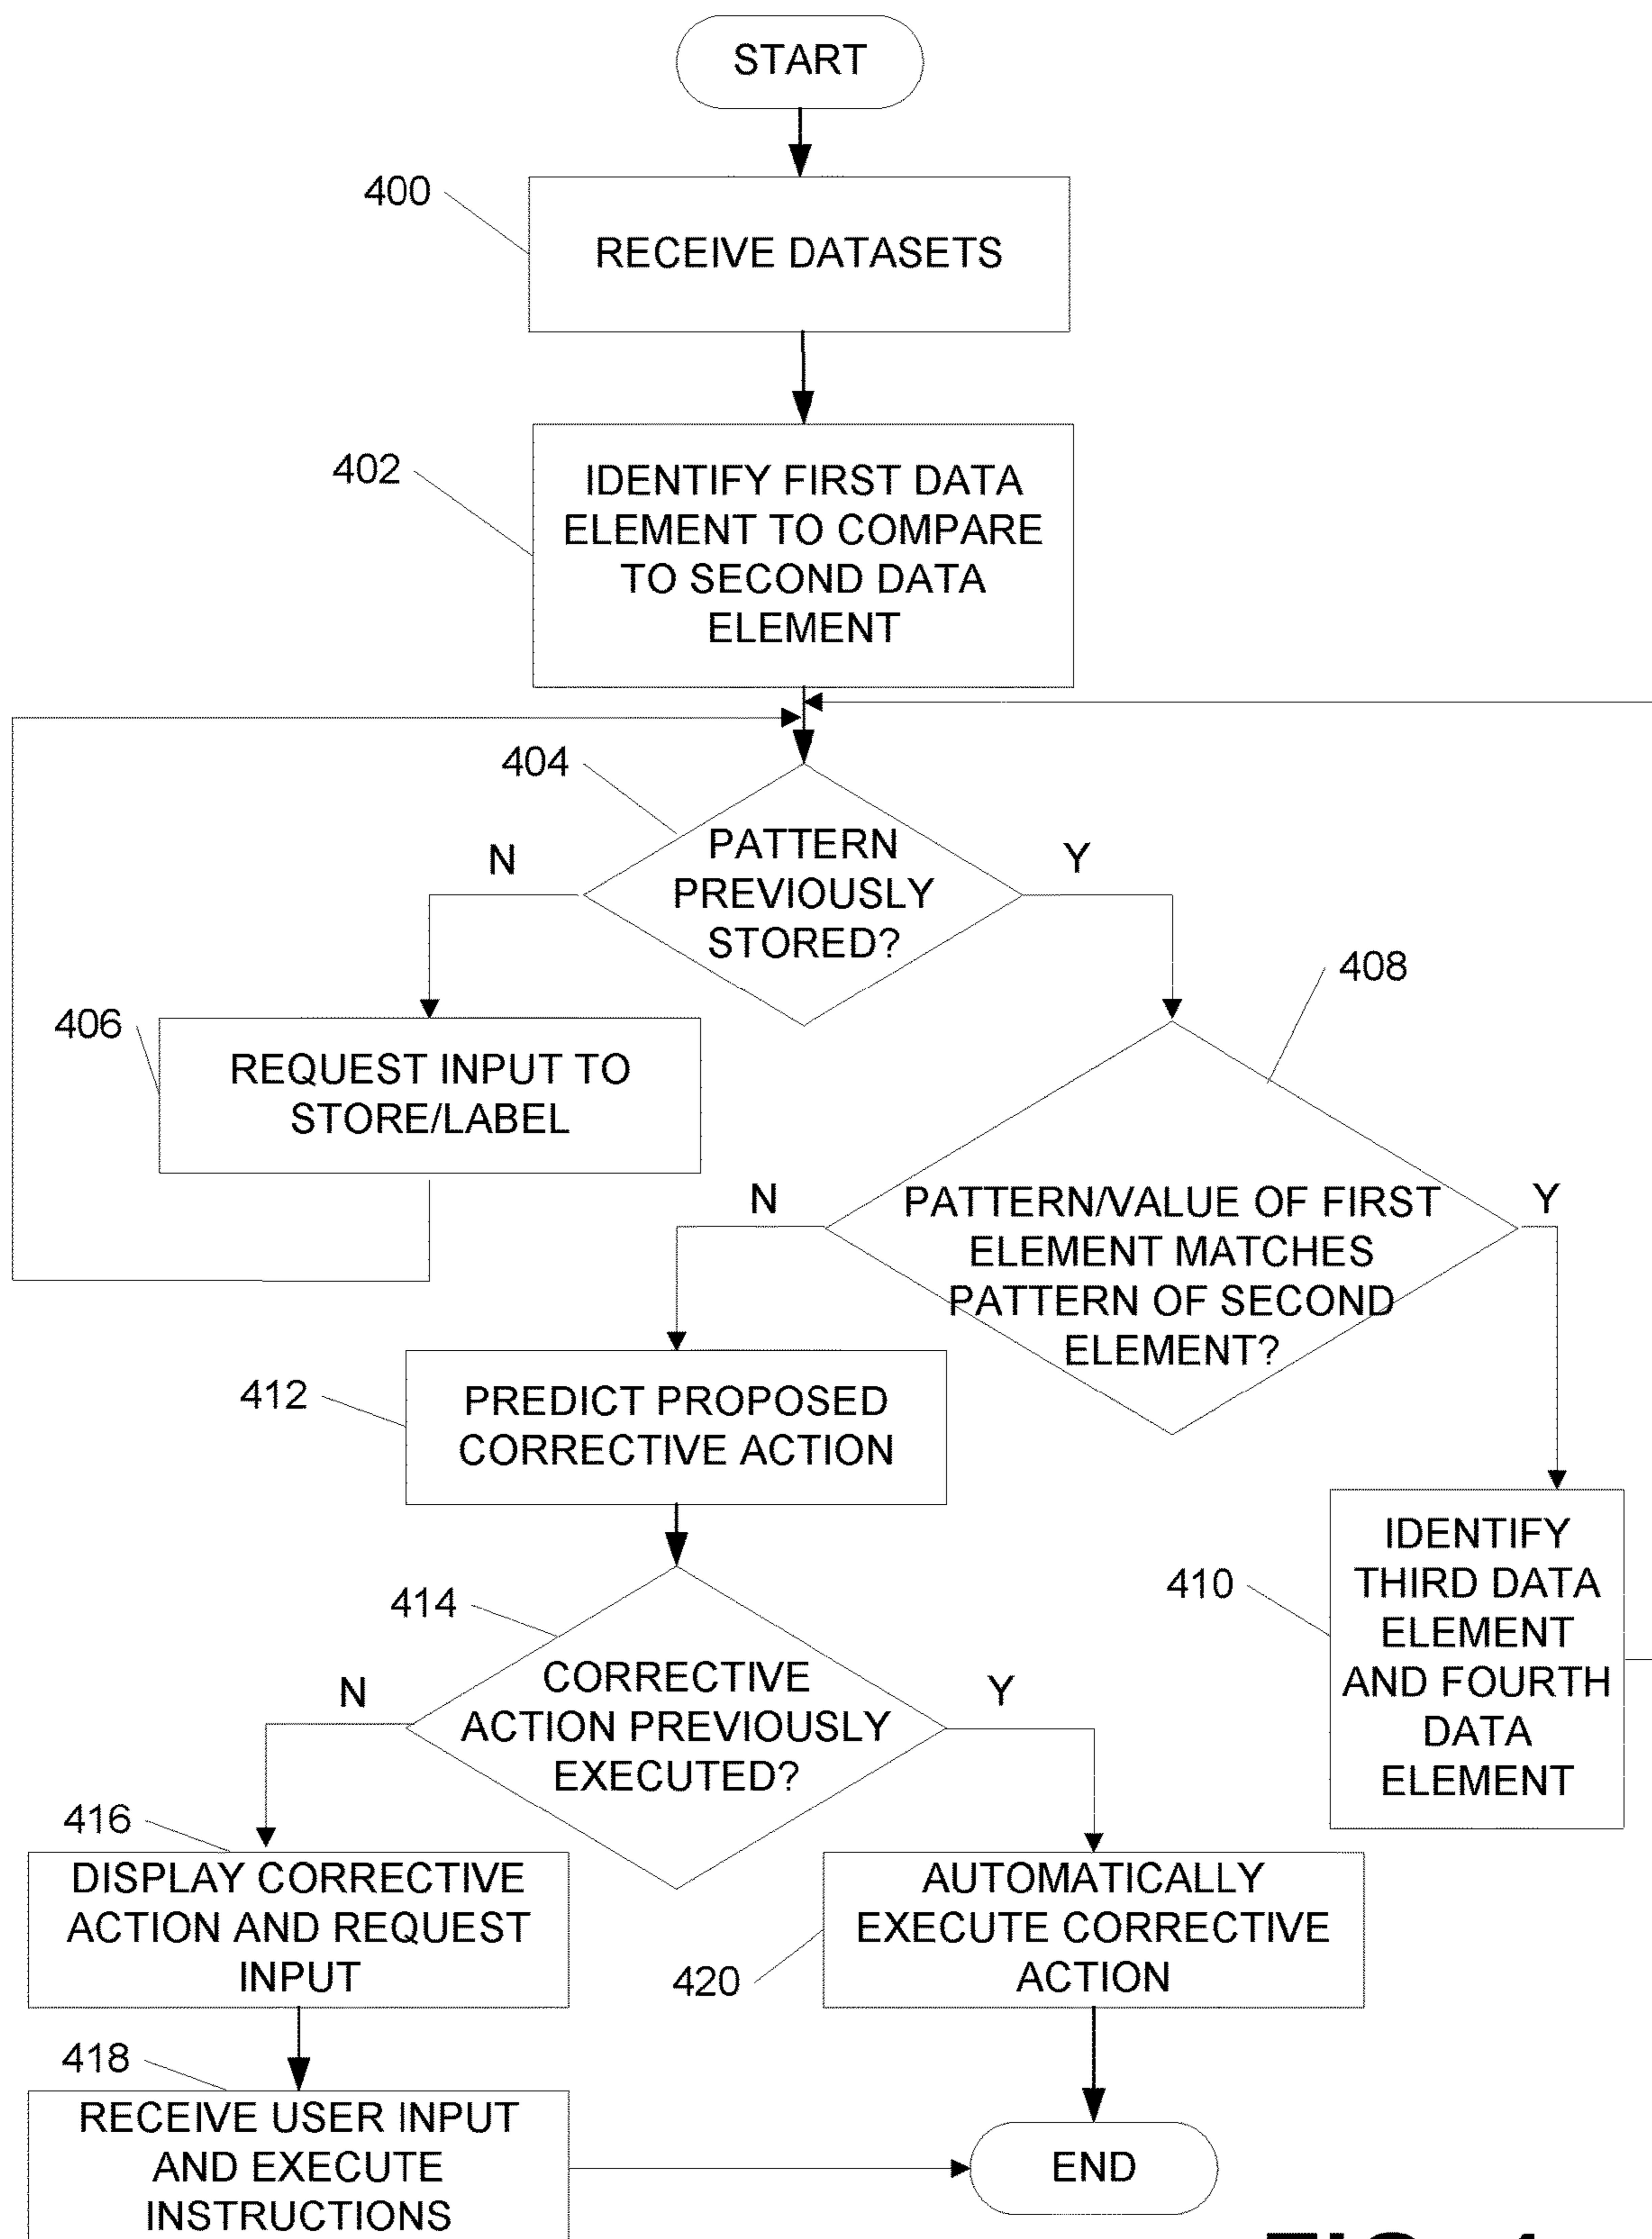 START
400
RECEIVE DATASETS
402
IDENTIFY FIRST DATA
ELEMENT TO COMPARE
TO SECOND DATA
ELEMENT
404
PATTERN
PREVIOUSLY
STORED?
N
Y
406
REQUEST INPUT TO
STORE/LABEL
408
PATTERN/VALUE OF FIRST
ELEMENT MATCHES
PATTERN OF SECOND
ELEMENT?
N
Y
412
PREDICT PROPOSED
CORRECTIVE ACTION
410
IDENTIFY
THIRD DATA
ELEMENT
AND FOURTH
DATA
ELEMENT
414
CORRECTIVE
ACTION PREVIOUSLY
EXECUTED?
N
Y
416
DISPLAY CORRECTIVE
ACTION AND REQUEST
INPUT
420
AUTOMATICALLY
EXECUTE CORRECTIVE
ACTION
418
RECEIVE USER INPUT
AND EXECUTE
INSTRUCTIONS
END